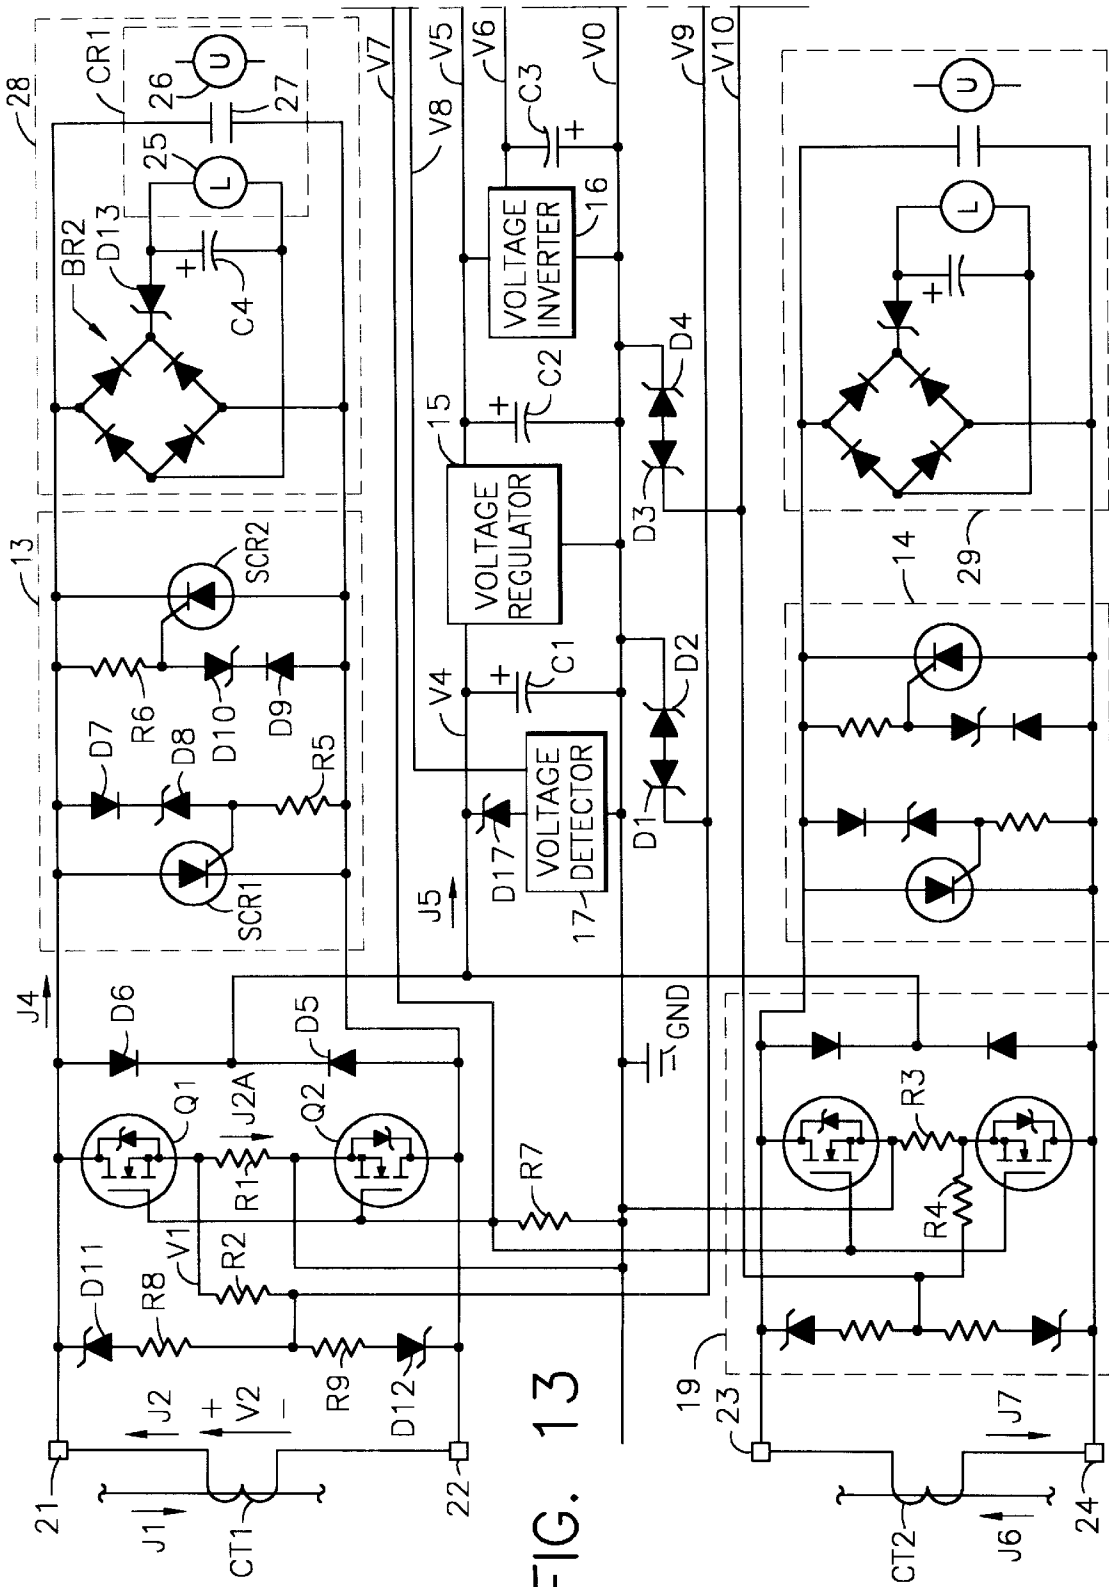 28
CR1
26
U
27
25
L
BR2
D13
+
C4
13
SCR2
R6
D10
D9
D7
D8
R5
SCR1
J4
D6
D5
Q1
J2A
Q2
R1
V1
R2
D11
R8
R9
D12
J2
+
V2
-
21
22
J1
CT1
V7
V8
V5
V6
V0
V9
V10
C3
+
VOLTAGE
INVERTER
16
D4
D3
C2
+
15
VOLTAGE
REGULATOR
V4
+
C1
D2
D1
D17
VOLTAGE
DETECTOR
17
J5
GND
R7
FIG. 13
U
L
+
29
14
R3
R4
19
23
24
J7
J6
CT2